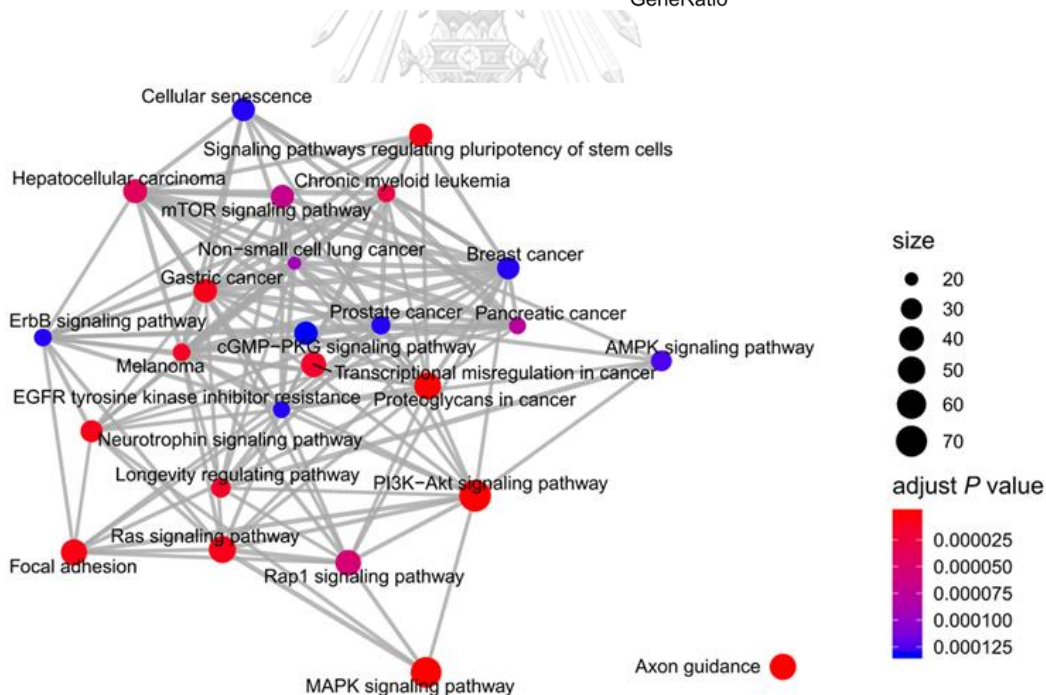 GeneRatio
Cellular senescence
Signaling pathways regulating pluripotency of stem cells
Hepatocellular carcinoma
Chronic myeloid leukemia
mTOR signaling pathway
Non−small cell lung cancer
Breast cancer
Gastric cancer
ErbB signaling pathway
Prostate cancer
Pancreatic cancer
cGMP−PKG signaling pathway
AMPK signaling pathway
Melanoma
Transcriptional misregulation in cancer
EGFR tyrosine kinase inhibitor resistance
Proteoglycans in cancer
Neurotrophin signaling pathway
Longevity regulating pathway
PI3K−Akt signaling pathway
Ras signaling pathway
Focal adhesion
Rap1 signaling pathway
Axon guidance
MAPK signaling pathway
size
20
30
40
50
60
70
adjust P value
0.000025
0.000050
0.000075
0.000100
0.000125